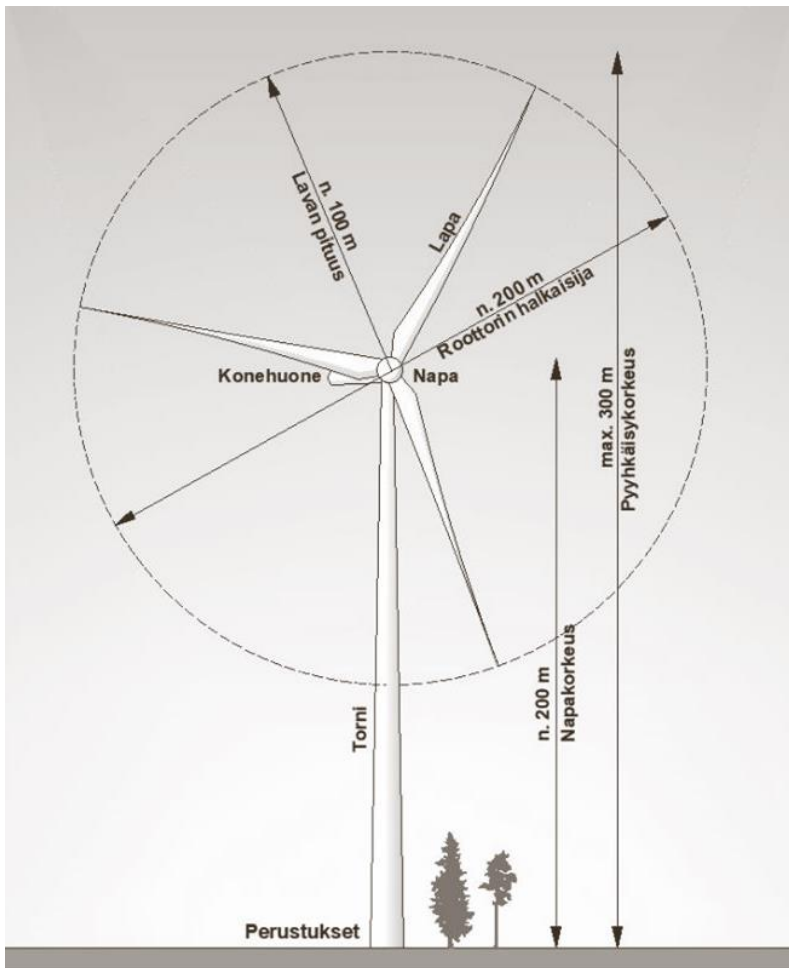 n. 100 m
Lavan pituus
Lapa
n. 200 m
Roottorin halkaisija
Konehuone
Napa
max. 300 m
Pyyhkäisykorkeus
n. 200 m
Napakorkeus
Torni
Perustukset